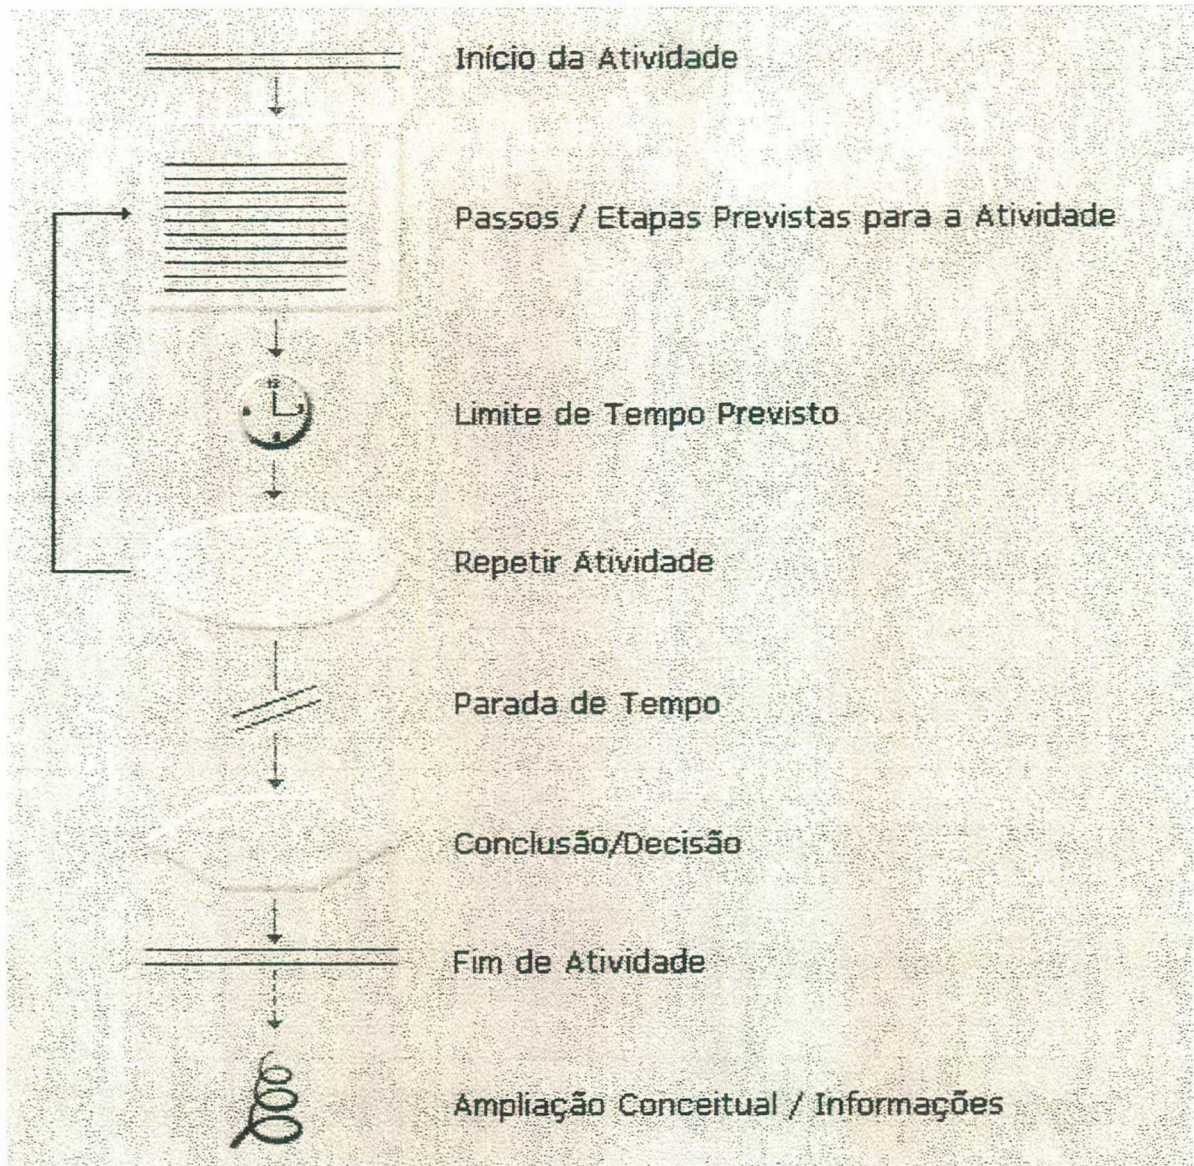 Início da Atividade
Passos / Etapas Previstas para a Atividade
12
Limite de Tempo Previsto
Repetir Atividade
Parada de Tempo
Conclusão/Decisão
Fim de Atividade
Ampliação Conceitual / Informações